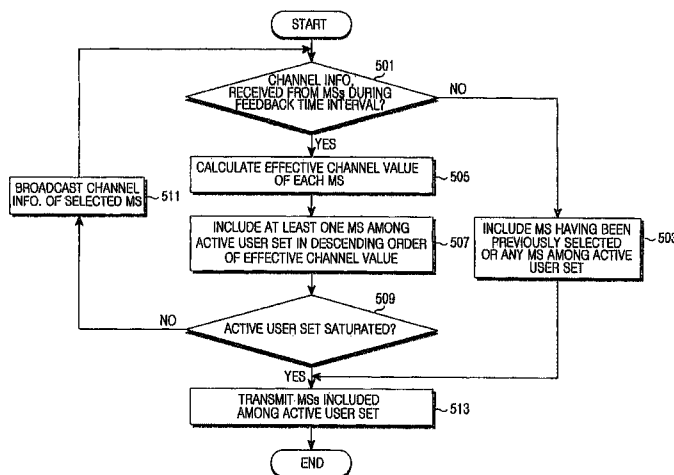 START
CHANNEL INFO,
RECEIVED FROM MSs DURING
FEEDBACK TIME INTERVAL?
501
NO
YES
CALCULATE EFFECTIVE CHANNEL VALUE
OF EACH MS
505
BROADCAST CHANNEL
INFO. OF SELECTED MS
511
INCLUDE AT LEAST ONE MS AMONG
ACTIVE USER SET IN DESCENDING ORDER
OF EFFECTIVE CHANNEL VALUE
507
INCLUDE MS HAVING BEEN
PREVIOUSLY SELECTED
OR ANY MS AMONG ACTIVE
USER SET
503
509
NO
ACTIVE USER SET SATURATED?
YES
TRANSMIT MSs INCLUDED
AMONG ACTIVE USER SET
513
END